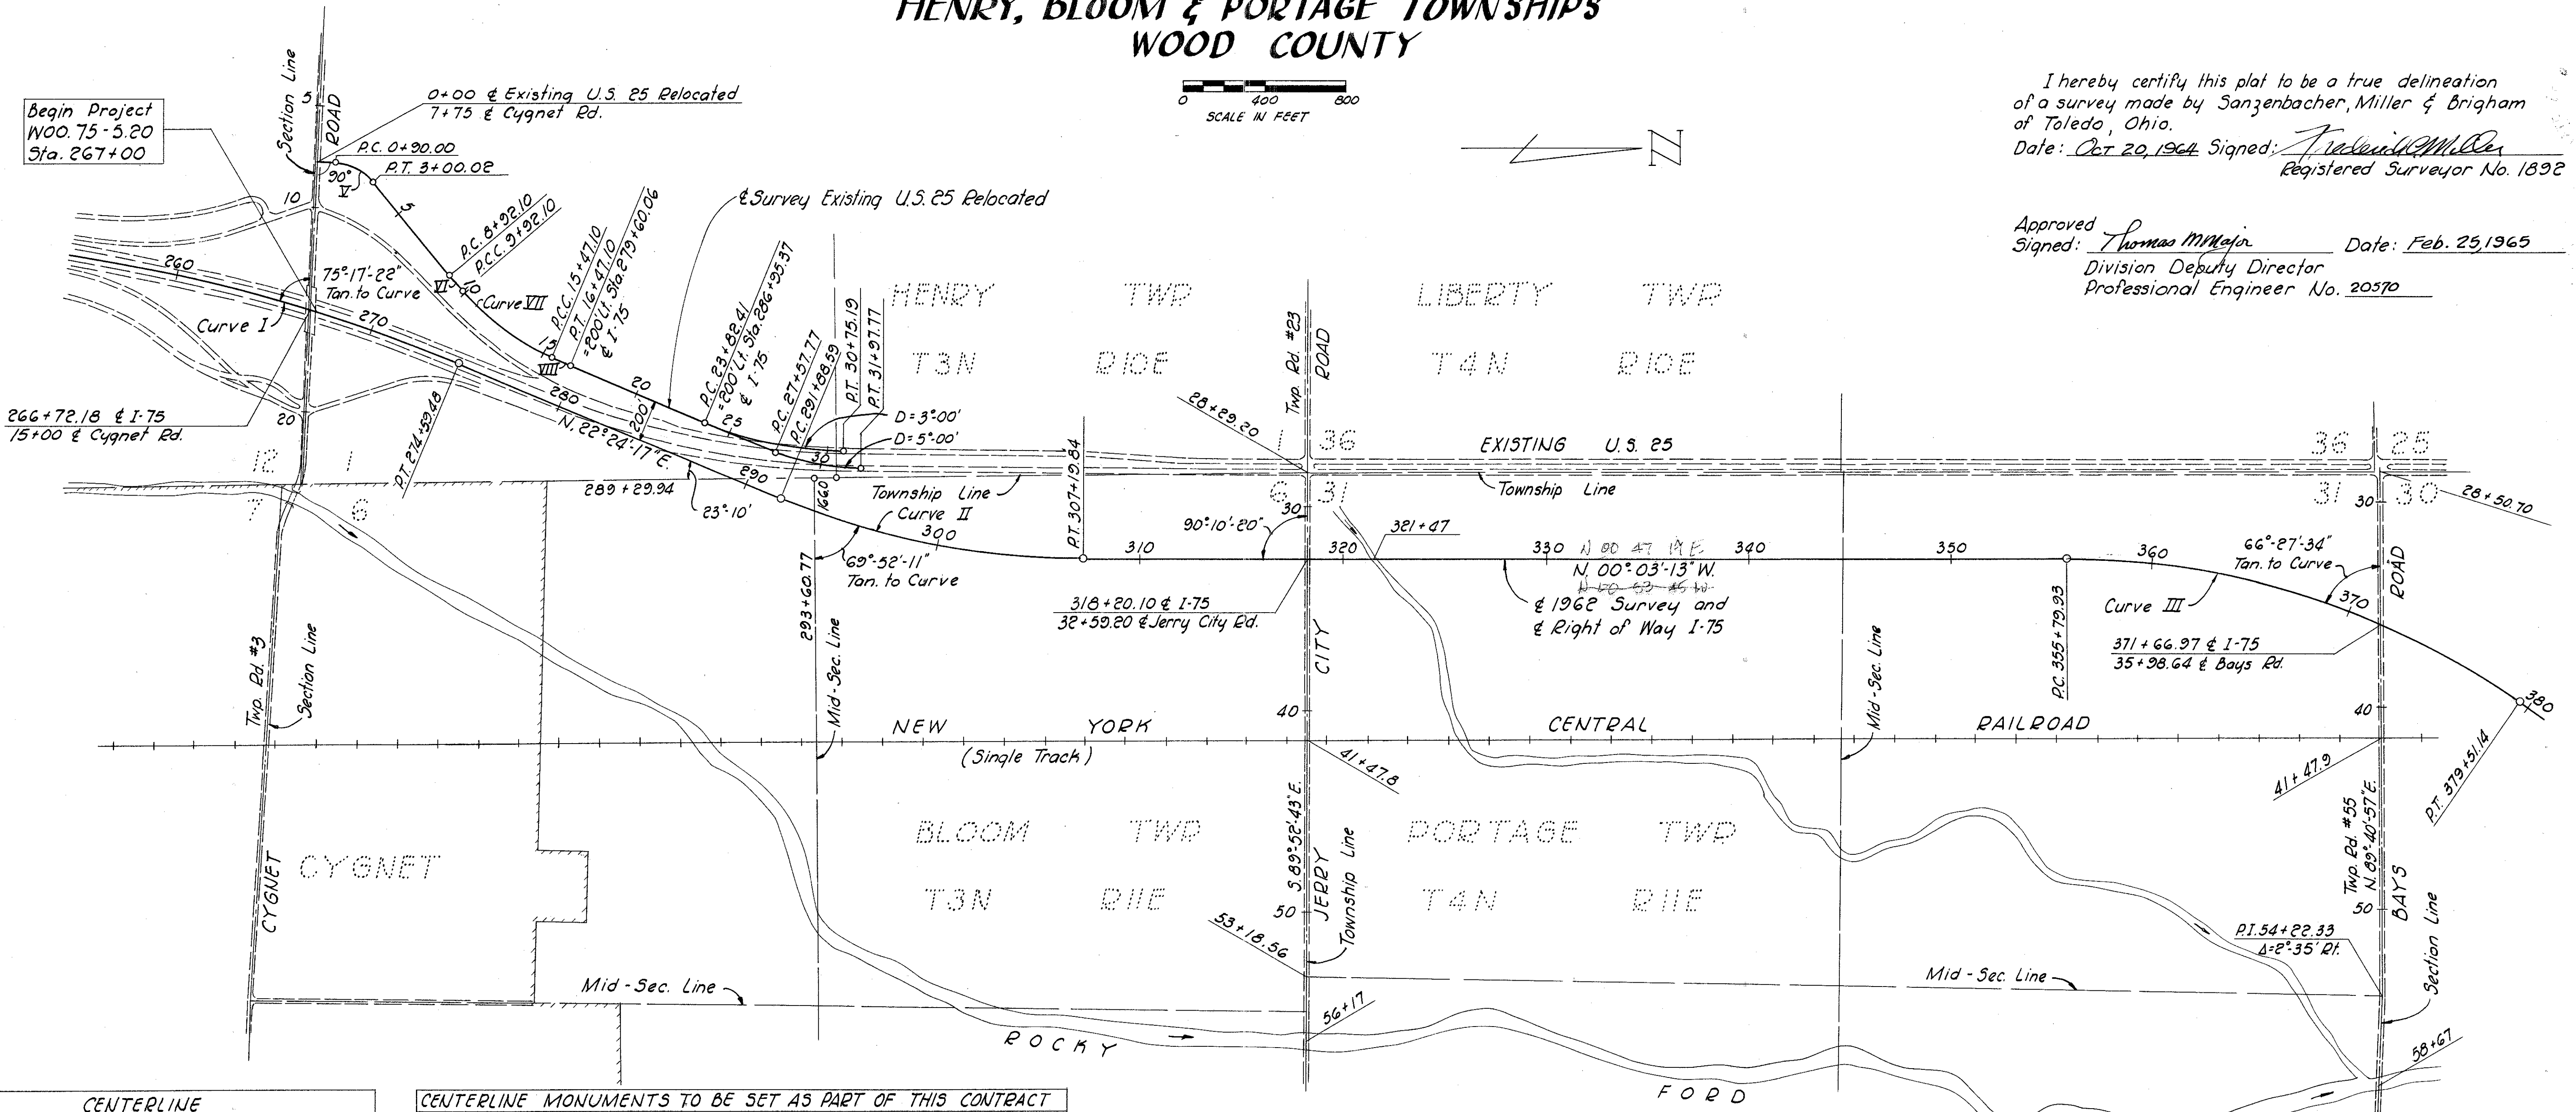 HENRY, BLOOM & PORTAGE TOWNSHIPS
WOOD COUNTY
0 400 800
SCALE IN FEET
N
I hereby certify this plat to be a true delineation
of a survey made by Sanzenbacher, Miller & Brigham
of Toledo, Ohio.
Date: Oct 20, 1964 Signed: Frederick C Miller
Registered Surveyor No. 1892
Approved
Signed: Thomas M Major Date: Feb. 25, 1965
Division Deputy Director
Professional Engineer No. 20570
Begin Project
WOO. 75 - 5.20
Sta. 267+00
Section Line
5
ROAD
0+00 ℄ Existing U.S. 25 Relocated
7+75 ℄ Cygnet Rd.
P.C. 0+90.00
P.T. 3+00.02
90°
V
5
10
P.C. 8+92.10
P.C.C. 9+92.10
VI
10
Curve VII
P.C.C. 15+47.10
P.T. 16+47.10
=200' Lt. Sta. 279+60.06
℄ I-75
15
VIII
℄ Survey Existing U.S. 25 Relocated
260
75°-17'-22"
Tan. to Curve
Curve I
270
266+72.18 ℄ I-75
15+00 ℄ Cygnet Rd.
20
P.T. 274+59.48
280
N. 22°24'-17" E.
200'
20
P.C. 23+82.41
=200' Lt. Sta. 286+95.37
℄ I-75
25
P.C. 27+57.77
P.C. 291+88.59
P.T. 30+75.19
P.T. 31+97.77
D=3°-00'
D=5°-00'
30
290
289+29.94
23°-10'
1660
HENRY TWP
T3N R10E
LIBERTY TWP
T4N R10E
Twp. Rd. #23
ROAD
28+29.20
1 36
6 31
EXISTING U.S. 25
36 25
31 30
28+50.70
12 1
7 6
Township Line
Curve II
Township Line
300
P.T. 307+19.84
310
90°-10'-20"
30
320
321+47
330
N 00 47 19 E
N. 00°-03'-13" W.
340
350
360
66°-27'-34"
Tan. to Curve
30
ROAD
69°-52'-11"
Tan. to Curve
293+60.77
318+20.10 ℄ I-75
32+59.20 ℄ Jerry City Rd.
℄ 1962 Survey and
℄ Right of Way I-75
P.C. 355+79.93
Curve III
370
371+66.97 ℄ I-75
35+98.64 ℄ Bays Rd.
380
P.T. 379+51.14
Twp. Rd. #3
Section Line
Mid-Sec. Line
CITY
Mid-Sec. Line
40
40
NEW YORK CENTRAL RAILROAD
(Single Track)
41+47.8
41+47.9
BLOOM TWP
T3N R11E
PORTAGE TWP
T4N R11E
S. 89°-52'-43" E.
JERRY
Township Line
Twp. Rd. #55
N. 89°-40'-57" E.
BAYS
Section Line
CYGNET
CYGNET
50
50
53+18.56
P.I. 54+22.33
Δ=2°-35' Rt.
Mid-Sec. Line
Mid-Sec. Line
56+17
58+67
ROCKY
FORD
CENTERLINE
CENTERLINE MONUMENTS TO BE SET AS PART OF THIS CONTRACT